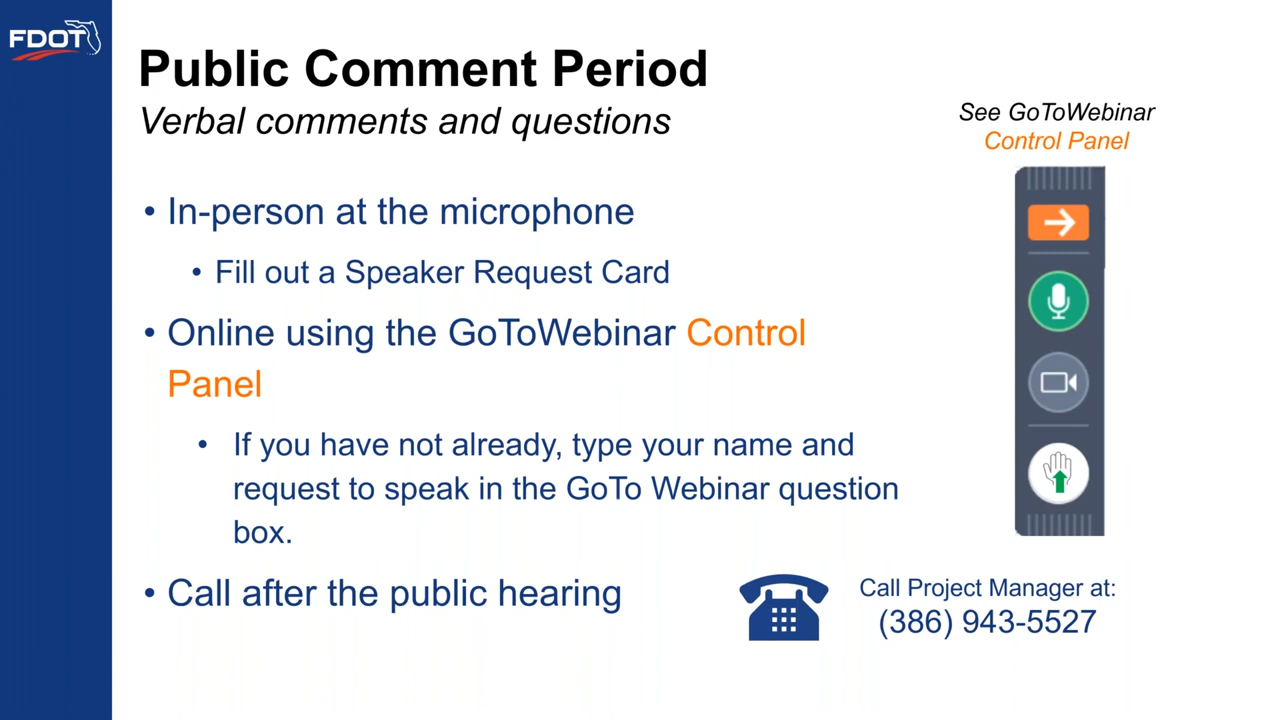 FDOT
Public Comment Period
Verbal comments and questions
See GoToWebinar
Control Panel
• In-person at the microphone
• Fill out a Speaker Request Card
• Online using the GoToWebinar Control
Panel
• If you have not already, type your name and
request to speak in the GoTo Webinar question
box.
• Call after the public hearing
Call Project Manager at:
(386) 943-5527